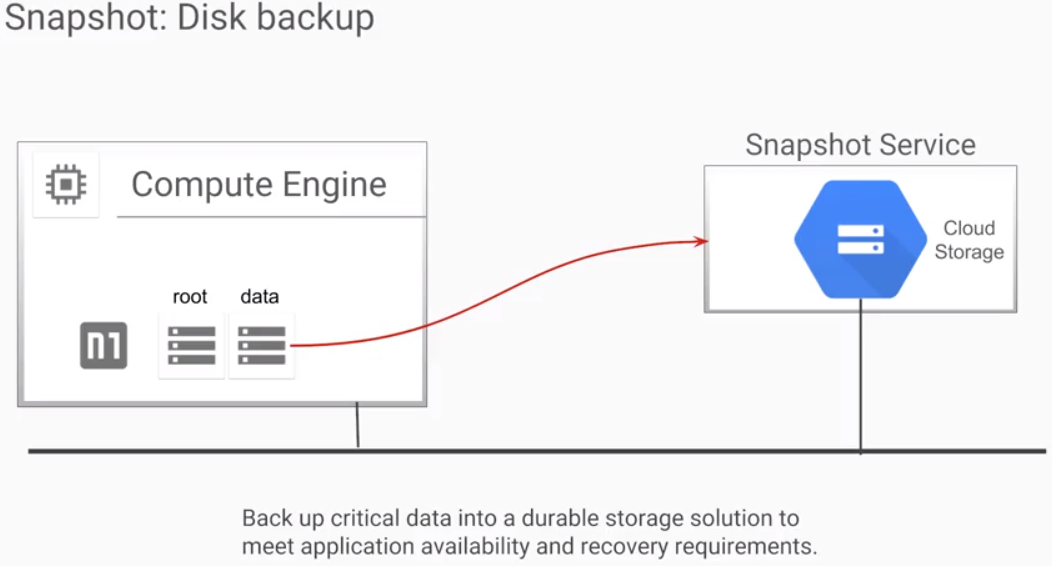 Snapshot: Disk backup
Snapshot Service
Compute Engine
Cloud
Storage
root data
n1
Back up critical data into a durable storage solution to
meet application availability and recovery requirements.